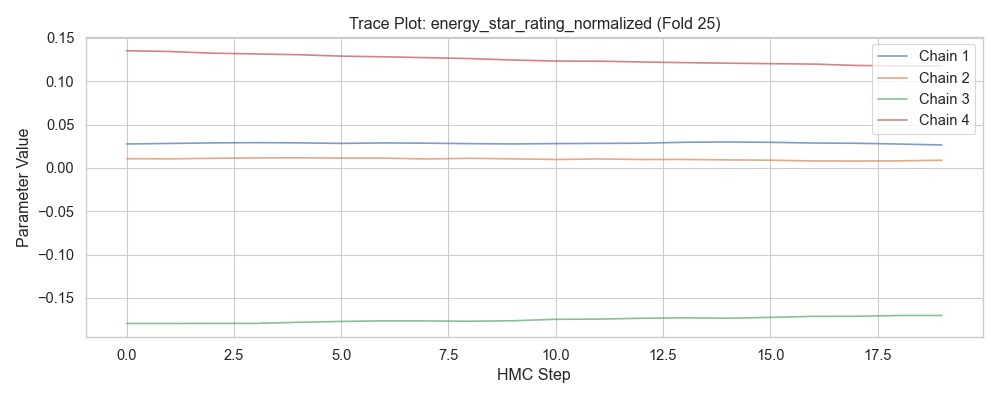 Trace Plot: energy_star_rating_normalized (Fold 25)
Parameter Value
0.15
0.10
0.05
0.00
−0.05
−0.10
−0.15
Chain 1
Chain 2
Chain 3
Chain 4
0.0 2.5 5.0 7.5 10.0 12.5 15.0 17.5
HMC Step